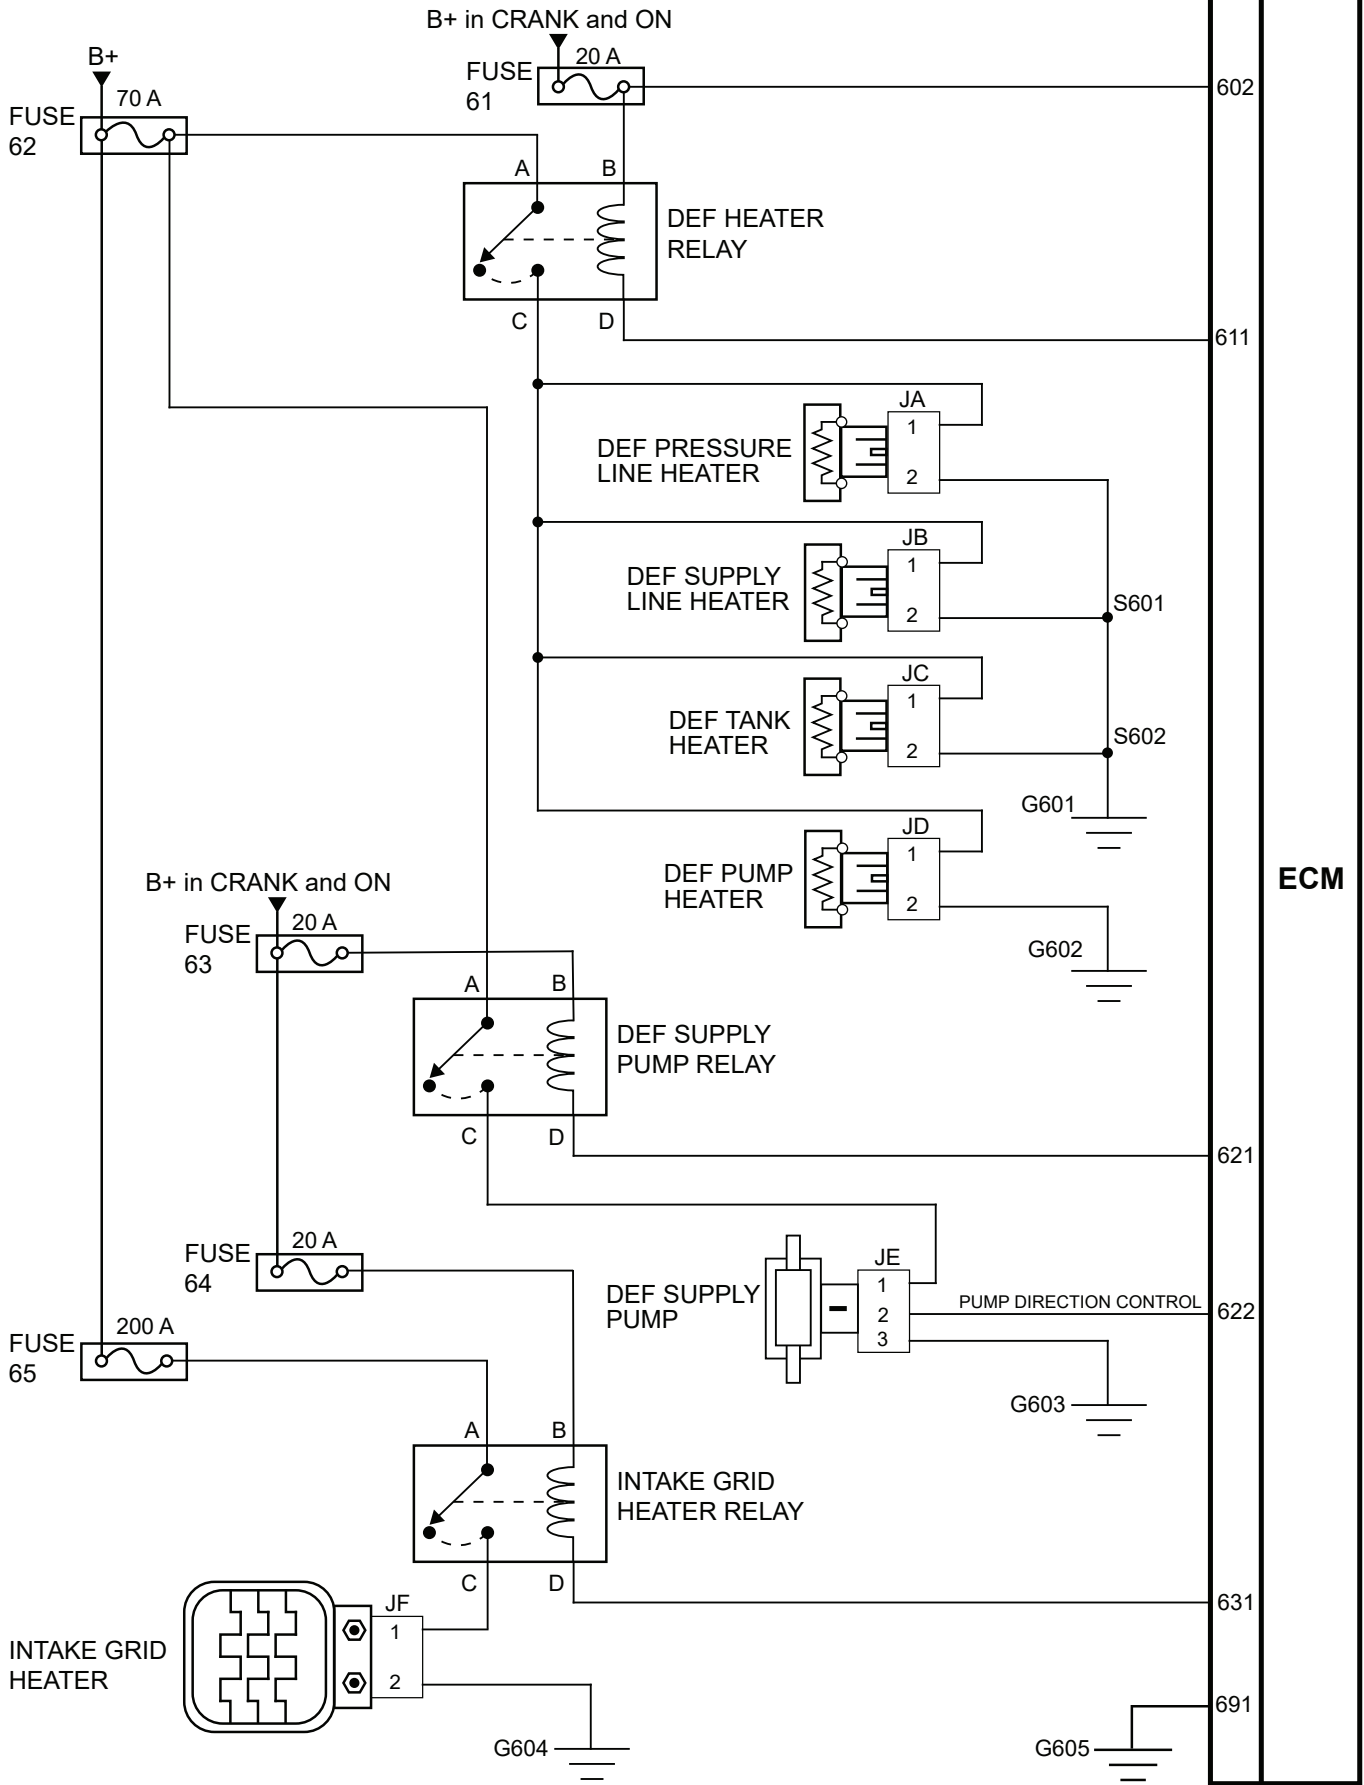 B+ in CRANK and ON
B+
20 A
FUSE
61
602
70 A
FUSE
62
A
B
DEF HEATER
RELAY
C
D
611
JA
1
2
DEF PRESSURE
LINE HEATER
JB
1
2
DEF SUPPLY
LINE HEATER
S601
JC
1
2
DEF TANK
HEATER
S602
G601
JD
1
2
DEF PUMP
HEATER
ECM
G602
B+ in CRANK and ON
20 A
FUSE
63
A
B
DEF SUPPLY
PUMP RELAY
C
D
621
20 A
FUSE
64
JE
1
2
3
DEF SUPPLY
PUMP
PUMP DIRECTION CONTROL
622
200 A
FUSE
65
G603
A
B
INTAKE GRID
HEATER RELAY
C
D
631
JF
1
2
INTAKE GRID
HEATER
691
G604
G605